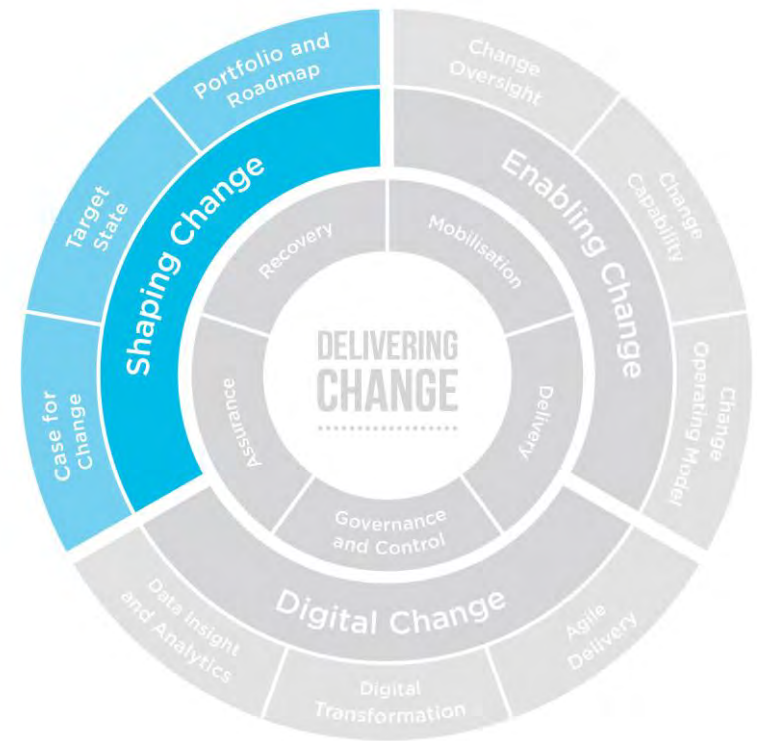 Portfolio and
Roadmap
Target
State
Case for
Change
Shaping Change
Change
Oversight
Change
Capability
Change
Operating Model
Enabling Change
Data Insight
and Analytics
Digital
Transformation
Agile
Delivery
Digital Change
Recovery
Mobilisation
Delivery
Governance
and Control
Assurance
DELIVERING
CHANGE